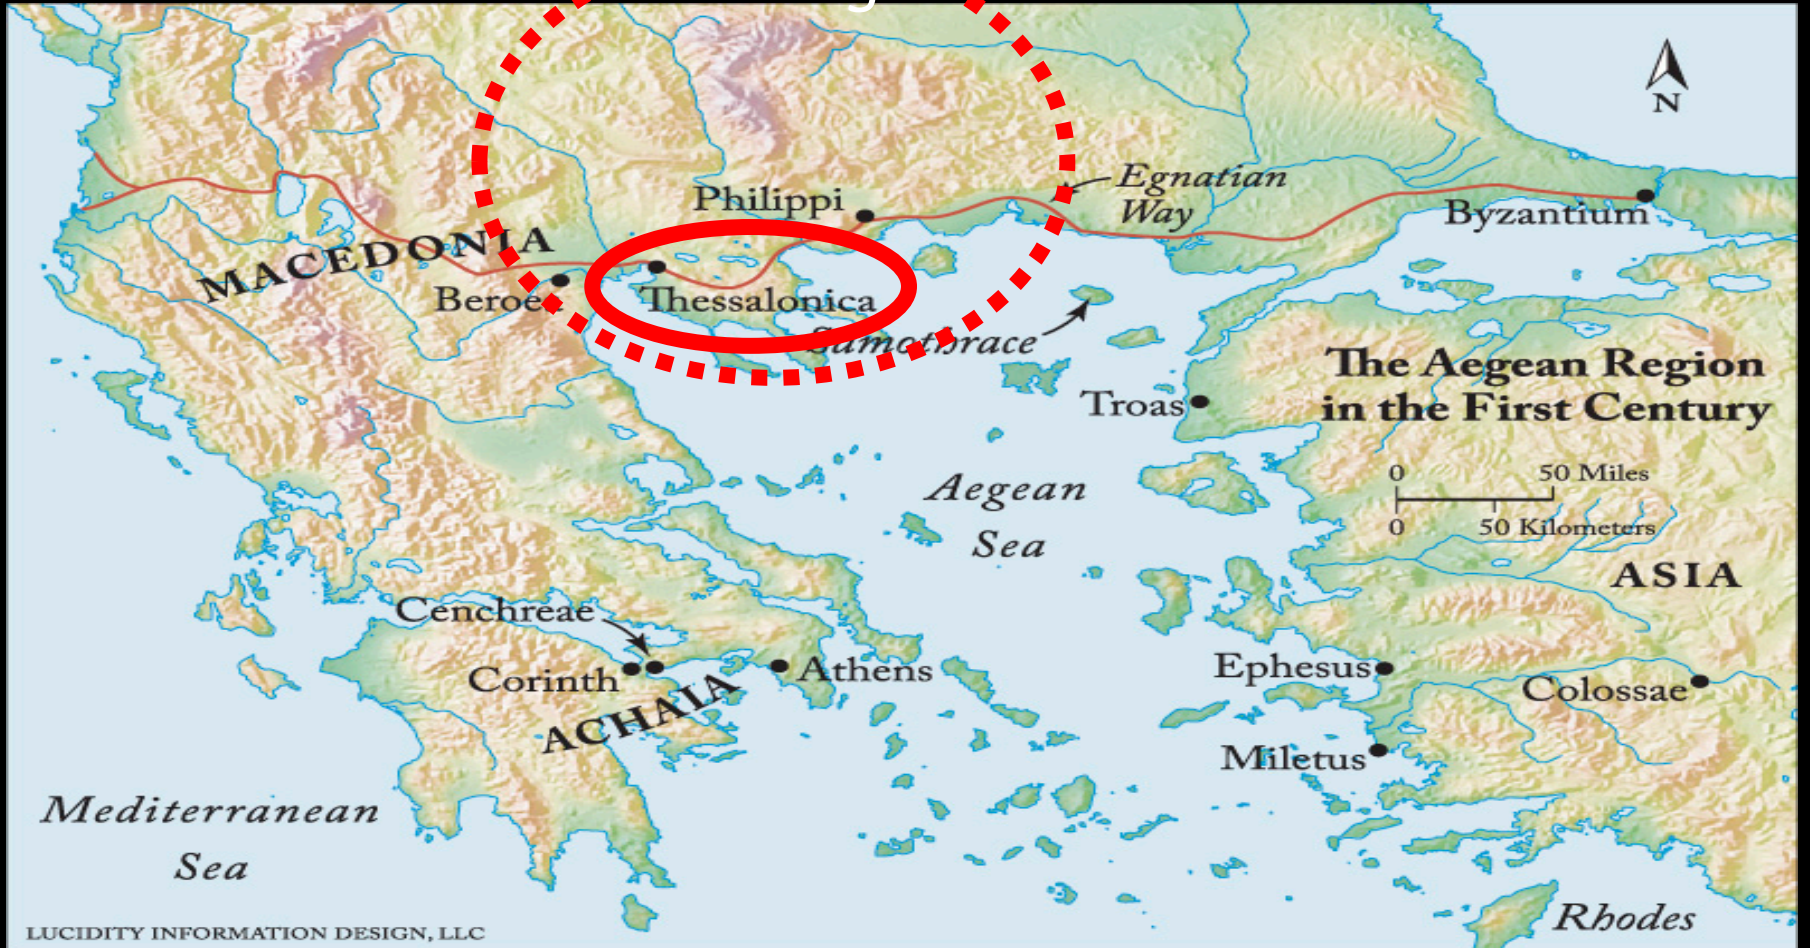 N
Egnatian
Way
Philippi
Byzantium
MACEDONIA
Beroea
Thessalonica
Samothrace
The Aegean Region
in the First Century
Troas
0 50 Miles
0 50 Kilometers
Aegean
Sea
ASIA
Cenchreae
Corinth
Athens
ACHAIA
Ephesus
Colossae
Miletus
Mediterranean
Sea
Rhodes
LUCIDITY INFORMATION DESIGN, LLC